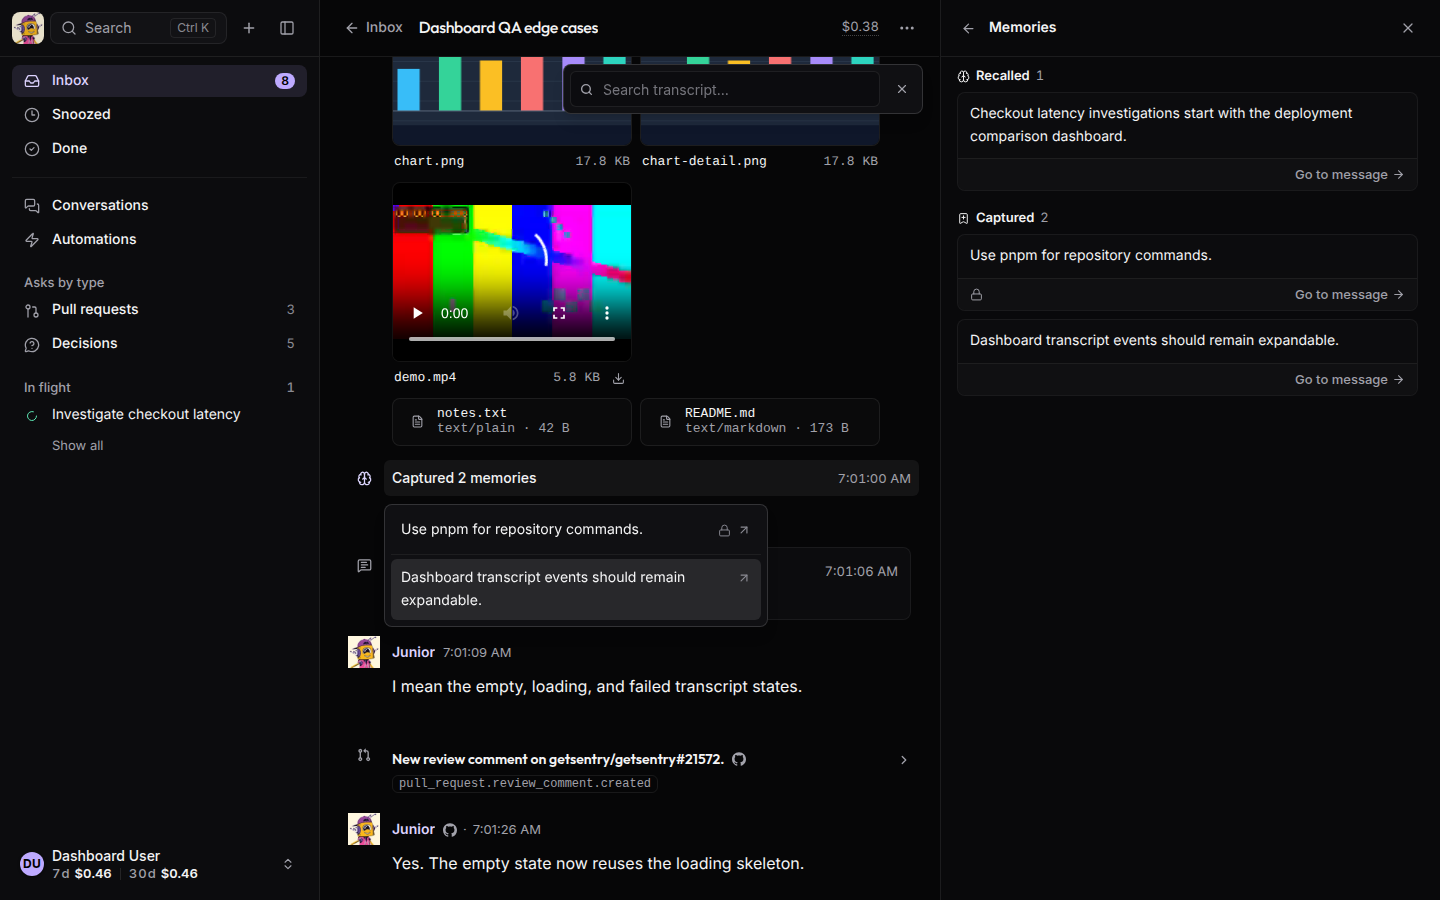 Search
Ctrl K
Inbox
8
Snoozed
Done
Conversations
Automations
Asks by type
Pull requests
3
Decisions
5
In flight
1
Investigate checkout latency
Show all
DU
Dashboard User
7d $0.46
30d $0.46
Inbox
Dashboard QA edge cases
$0.38
Search transcript...
chart.png
17.8 KB
chart-detail.png
17.8 KB
0:00
demo.mp4
5.8 KB
notes.txt
text/plain · 42 B
README.md
text/markdown · 173 B
Captured 2 memories
7:01:00 AM
Use pnpm for repository commands.
Dashboard transcript events should remain
expandable.
7:01:06 AM
Junior
7:01:09 AM
I mean the empty, loading, and failed transcript states.
New review comment on getsentry/getsentry#21572.
pull_request.review_comment.created
Junior
· 7:01:26 AM
Yes. The empty state now reuses the loading skeleton.
Memories
Recalled 1
Checkout latency investigations start with the deployment
comparison dashboard.
Go to message
Captured 2
Use pnpm for repository commands.
Go to message
Dashboard transcript events should remain expandable.
Go to message